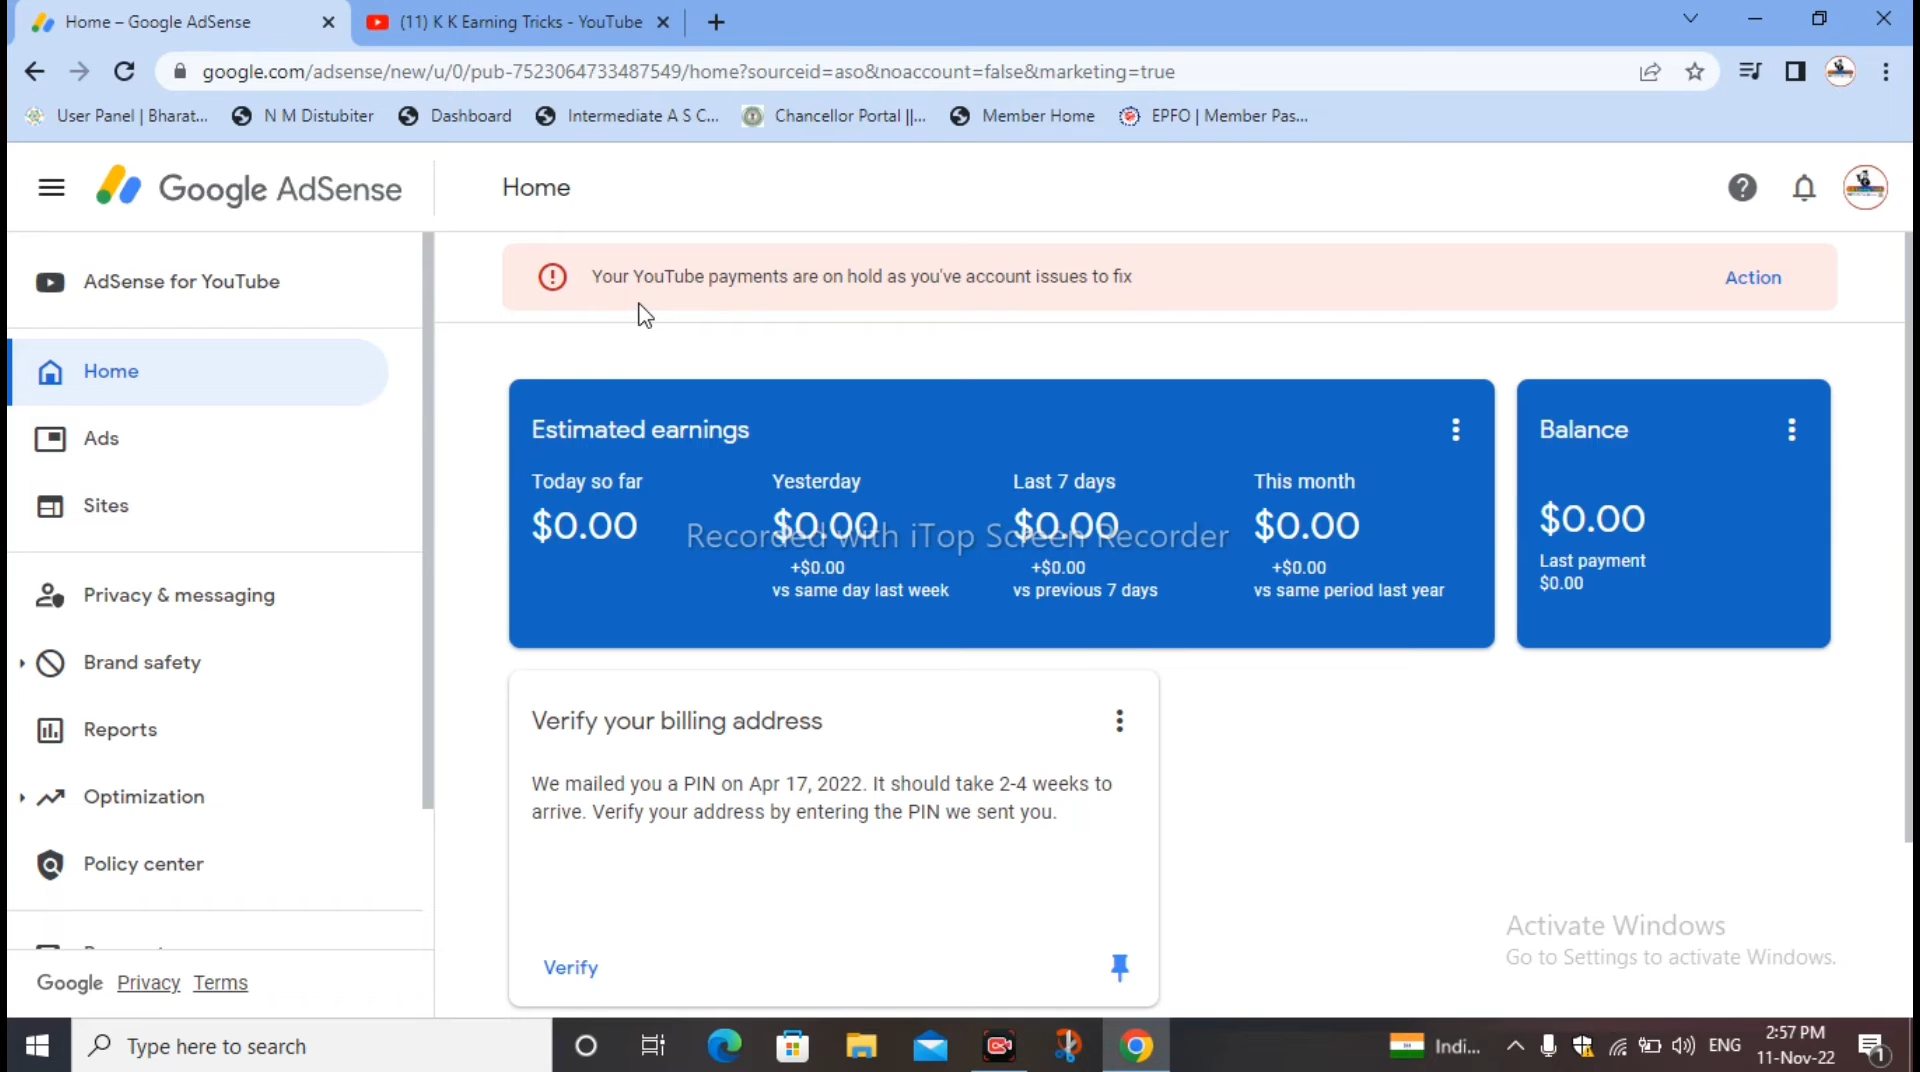 Home – Google AdSense
(11) K K Earning Tricks - YouTube
google.com/adsense/new/u/0/pub-7523064733487549/home?sourceid=aso&noaccount=false&marketing=true
User Panel | Bharat...
N M Distubiter
Dashboard
Intermediate A S C...
Chancellor Portal ||...
Member Home
EPFO | Member Pas...
Google AdSense
Home
AdSense for YouTube
Your YouTube payments are on hold as you've account issues to fix
Action
Home
Ads
Sites
Privacy & messaging
Brand safety
Reports
Optimization
Policy center
Google Privacy Terms
Estimated earnings
Today so far
$0.00
Yesterday
$0.00
+$0.00
vs same day last week
Last 7 days
$0.00
+$0.00
vs previous 7 days
This month
$0.00
+$0.00
vs same period last year
Recorded with iTop Screen Recorder
Balance
$0.00
Last payment
$0.00
Verify your billing address
We mailed you a PIN on Apr 17, 2022. It should take 2-4 weeks to
arrive. Verify your address by entering the PIN we sent you.
Verify
Activate Windows
Go to Settings to activate Windows.
Type here to search
Indi...
ENG
2:57 PM
11-Nov-22
1